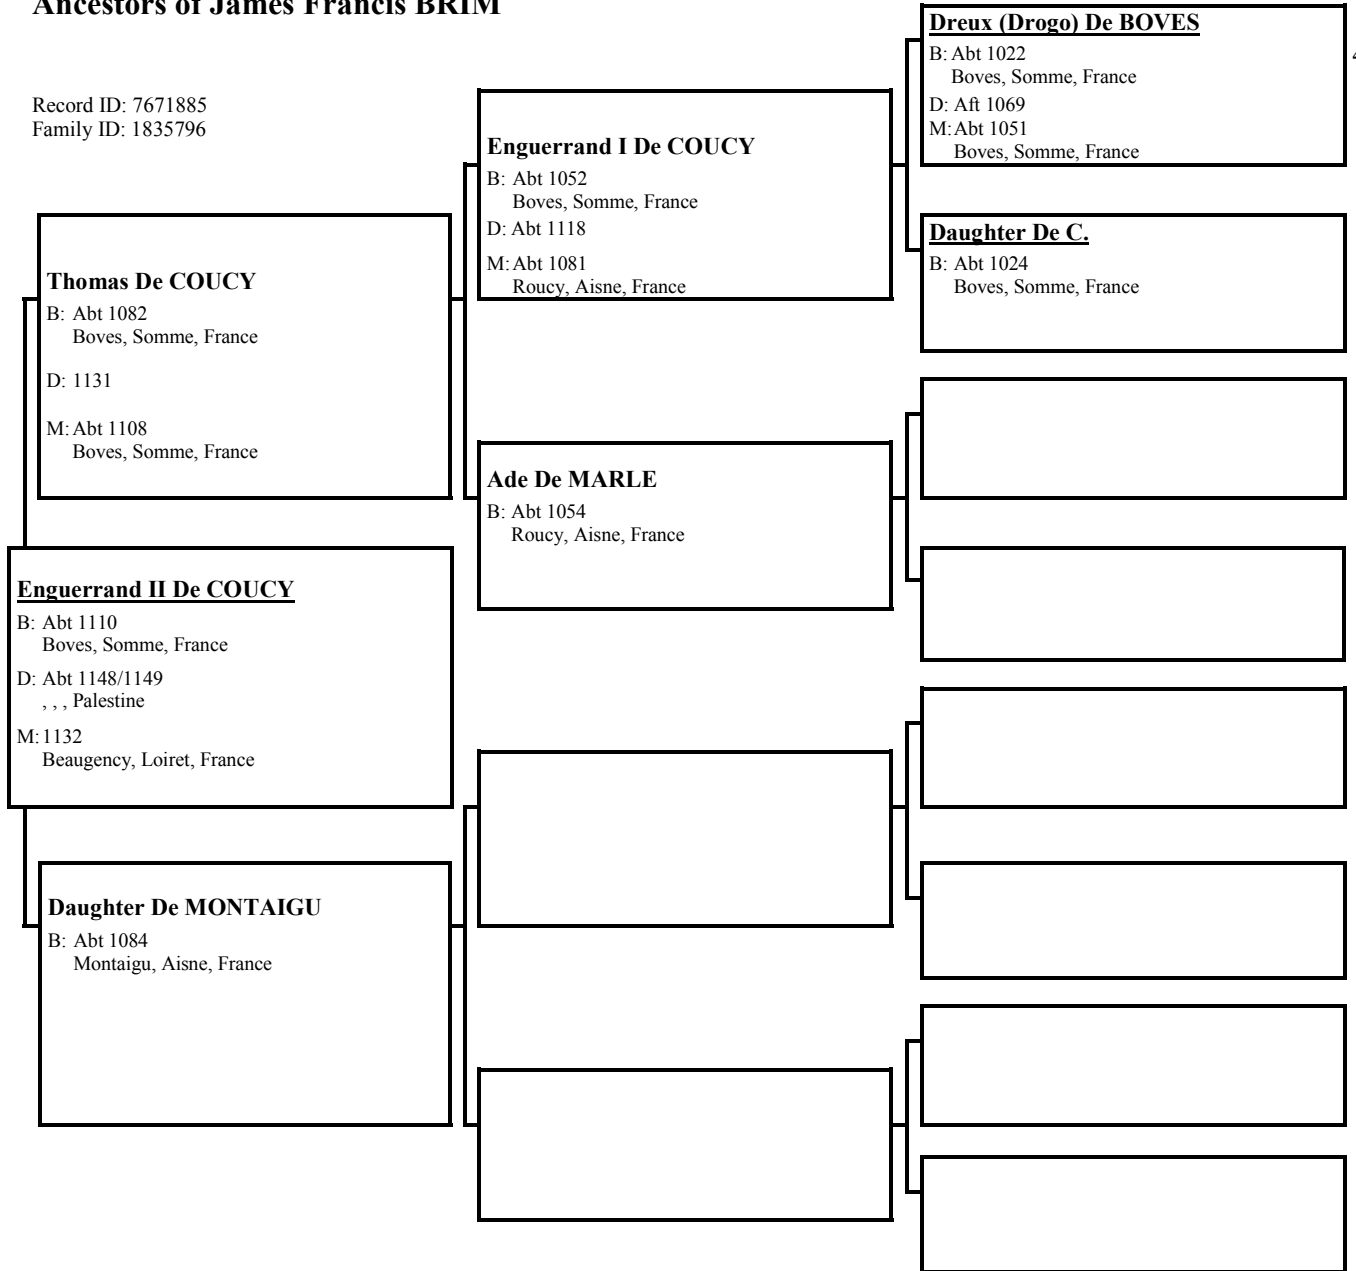 Ancestors of James Francis BRIM
Record ID: 7671885
Family ID: 1835796
Dreux (Drogo) De BOVES
B: Abt 1022
Boves, Somme, France
D: Aft 1069
M: Abt 1051
Boves, Somme, France
Enguerrand I De COUCY
B: Abt 1052
Boves, Somme, France
D: Abt 1118
M: Abt 1081
Roucy, Aisne, France
Daughter De C.
B: Abt 1024
Boves, Somme, France
Thomas De COUCY
B: Abt 1082
Boves, Somme, France
D: 1131
M: Abt 1108
Boves, Somme, France
Ade De MARLE
B: Abt 1054
Roucy, Aisne, France
Enguerrand II De COUCY
B: Abt 1110
Boves, Somme, France
D: Abt 1148/1149
, , , Palestine
M: 1132
Beaugency, Loiret, France
Daughter De MONTAIGU
B: Abt 1084
Montaigu, Aisne, France